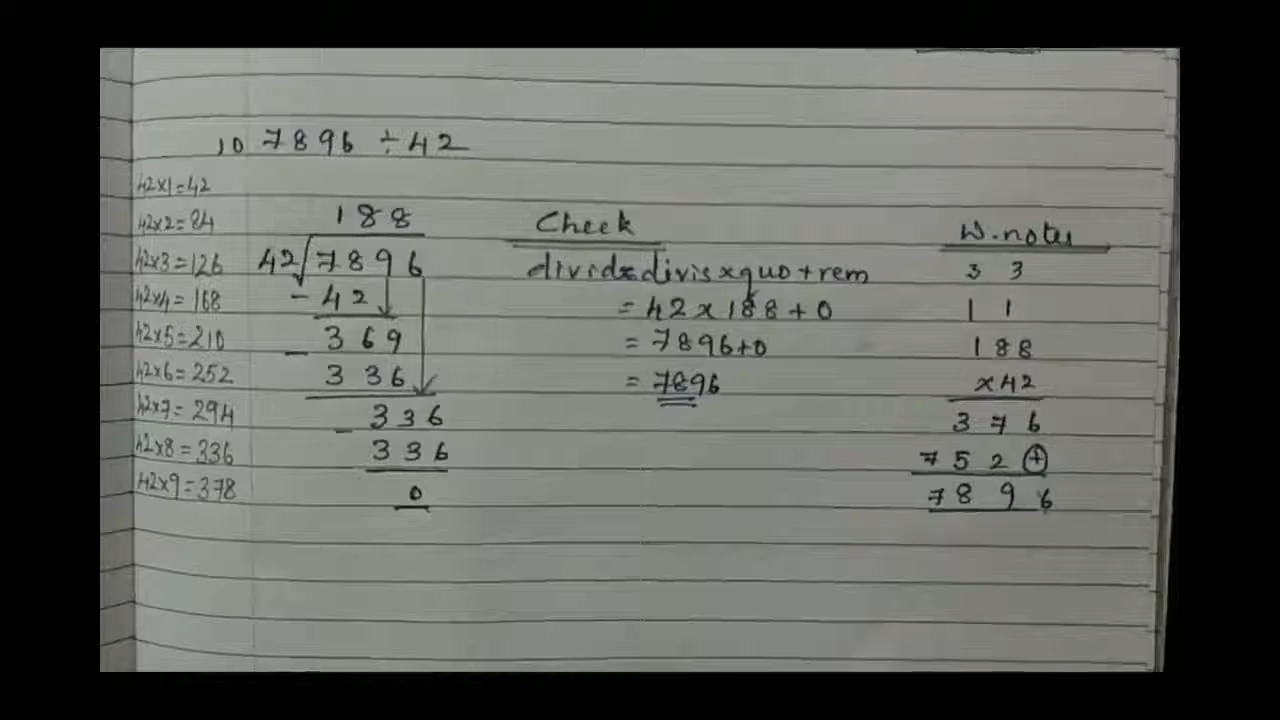 10 7896 ÷ 42
42x1=42
42x2=84
42x3=126
42x4=168
42x5=210
42x6=252
42x7=294
42x8=336
42x9=378
188
42)7896
- 42
369
- 336
336
- 336
0
Check
divid=divisxquo+rem
=42x188+0
=7896+0
=7896
W.notes
3 3
1 1
188
x42
376
752+
7896